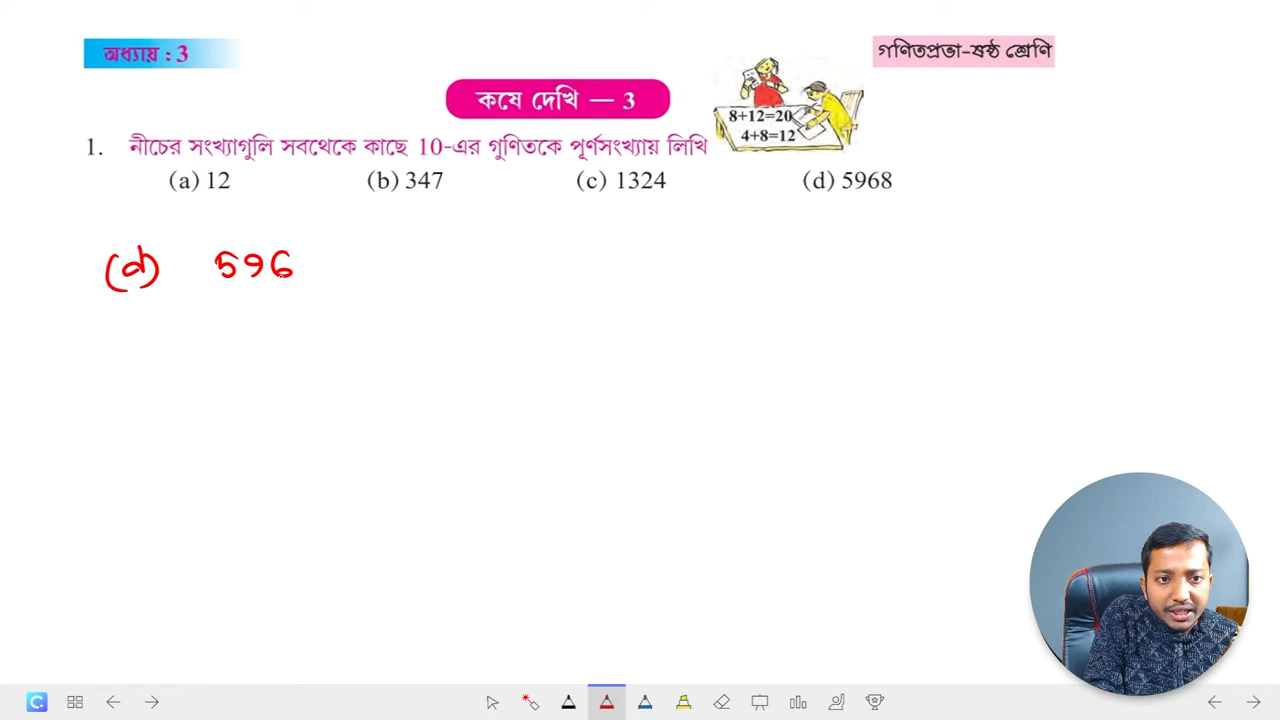 অধ্যায় : 3
গণিতপ্রভা-ষষ্ঠ শ্রেণি
কষে দেখি — 3
8+12=20
4+8=12
1. নীচের সংখ্যাগুলি সবথেকে কাছে 10-এর গুণিতকে পূর্ণসংখ্যায় লিখি
(a) 12 (b) 347 (c) 1324 (d) 5968
(d) 596